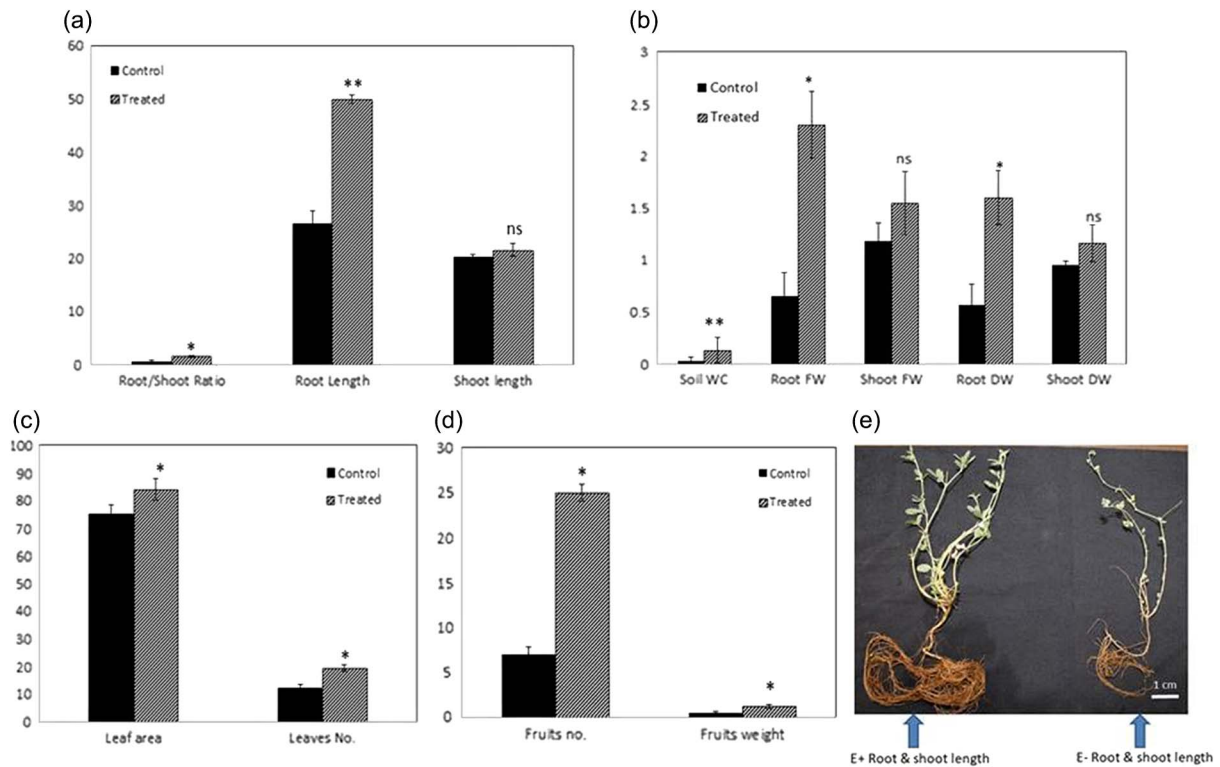 (a)
60
50
40
30
20
10
0
Control
Treated
*
**
ns
Root/Shoot Ratio
Root Length
Shoot length
(b)
3
2.5
2
1.5
1
0.5
0
Control
Treated
**
*
ns
*
ns
Soil WC
Root FW
Shoot FW
Root DW
Shoot DW
(c)
100
90
80
70
60
50
40
30
20
10
0
Control
Treated
*
*
Leaf area
Leaves No.
(d)
30
25
20
15
10
5
0
Control
Treated
*
*
Fruits no.
Fruits weight
(e)
1 cm
E+ Root & shoot length
E- Root & shoot length